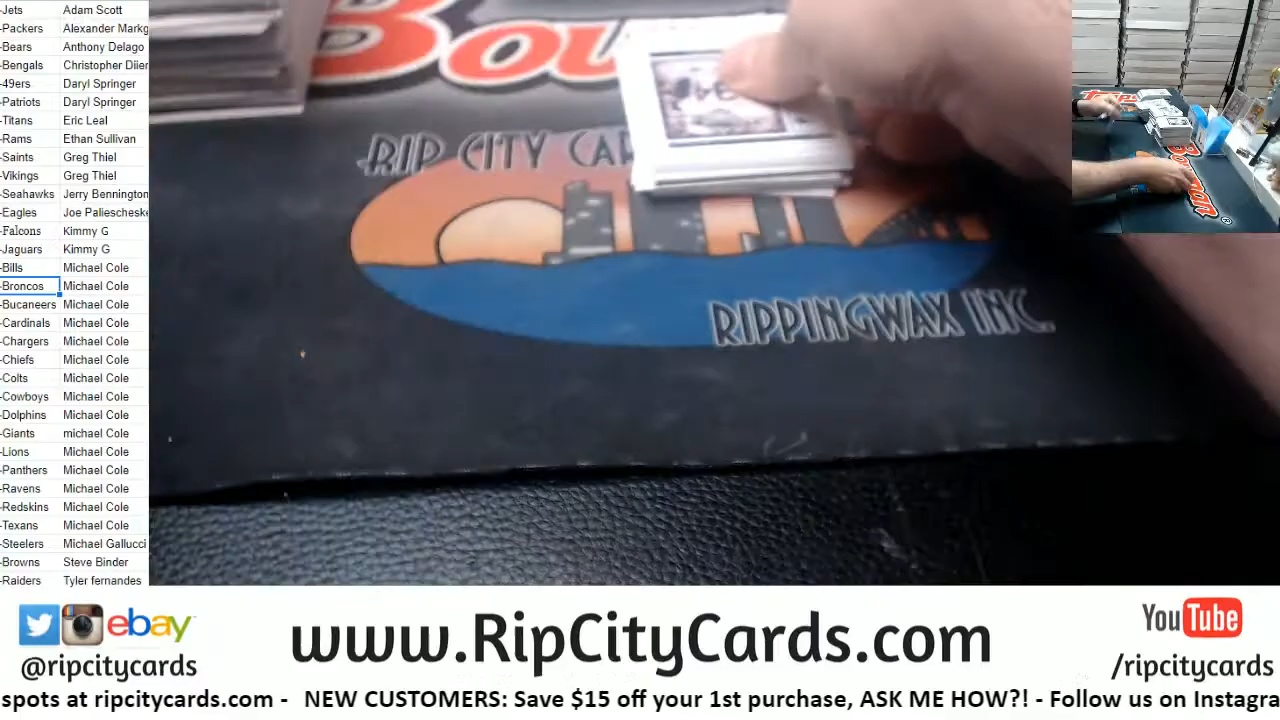 -Jets Adam Scott
-Packers Alexander Markg
-Bears Anthony Delago
-Bengals Christopher Diier
-49ers Daryl Springer
-Patriots Daryl Springer
-Titans Eric Leal
-Rams Ethan Sullivan
-Saints Greg Thiel
-Vikings Greg Thiel
-Seahawks Jerry Bennington
-Eagles Joe Paliescheske
-Falcons Kimmy G
-Jaguars Kimmy G
-Bills Michael Cole
-Broncos Michael Cole
-Bucaneers Michael Cole
-Cardinals Michael Cole
-Chargers Michael Cole
-Chiefs Michael Cole
-Colts Michael Cole
-Cowboys Michael Cole
-Dolphins Michael Cole
-Giants michael Cole
-Lions Michael Cole
-Panthers Michael Cole
-Ravens Michael Cole
-Redskins Michael Cole
-Texans Michael Cole
-Steelers Michael Gallucci
-Browns Steve Binder
-Raiders Tyler fernandes
Bow
RIP CITY CAR
RIPPINGWAX INC.
ebay
@ripcitycards
www.RipCityCards.com
YouTube
/ripcitycards
spots at ripcitycards.com - NEW CUSTOMERS: Save $15 off your 1st purchase, ASK ME HOW?! - Follow us on Instagra